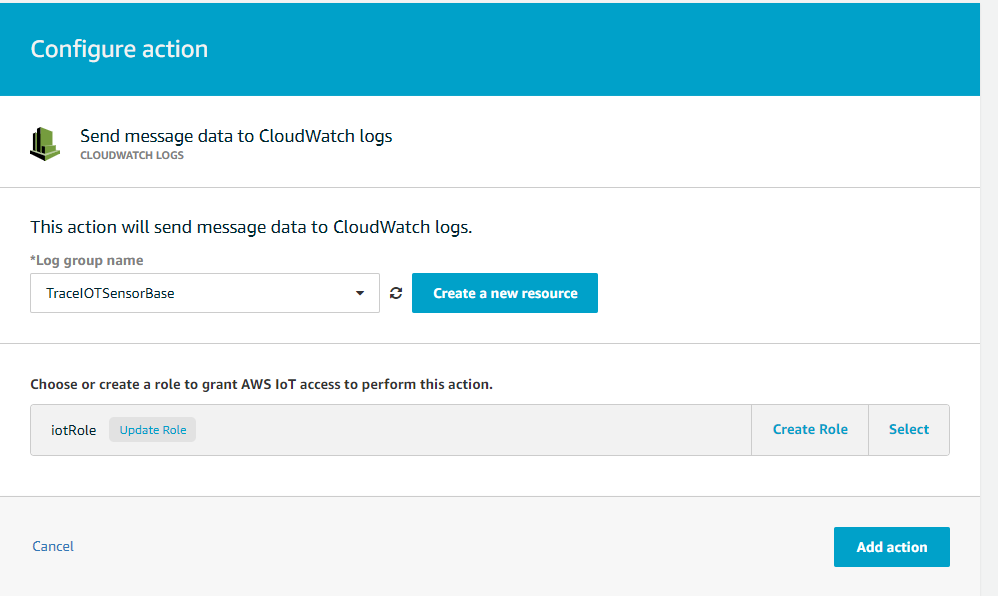 Configure action
Send message data to CloudWatch logs
CLOUDWATCH LOGS
This action will send message data to CloudWatch logs.
*Log group name
TraceIOTSensorBase
Create a new resource
Choose or create a role to grant AWS IoT access to perform this action.
iotRole Update Role Create Role Select
Cancel Add action